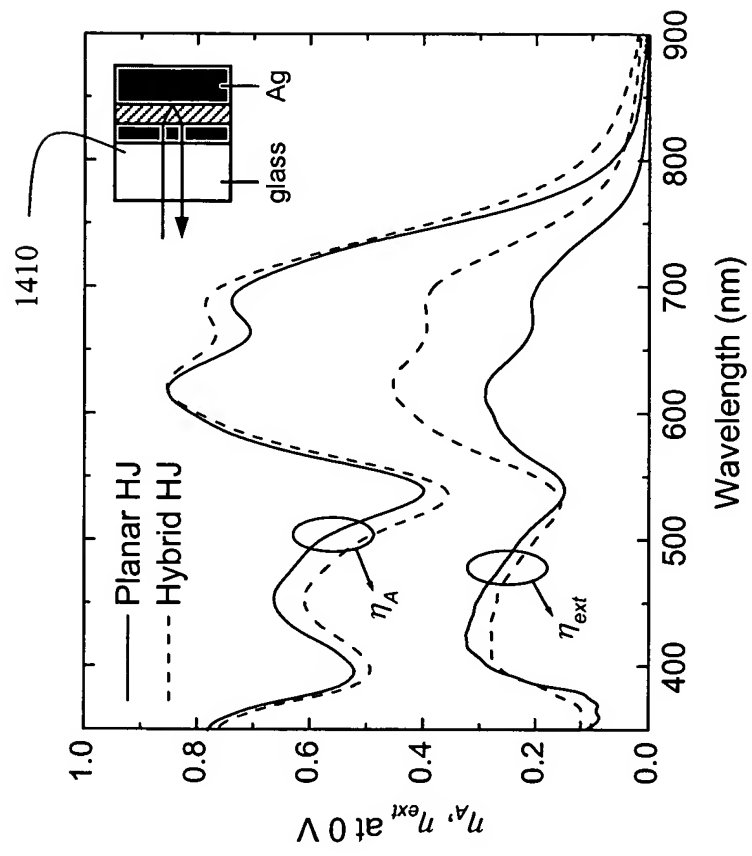 1410
Planar HJ
Hybrid HJ
glass
Ag
η_A
η_ext
η_A, η_ext at 0 V
1.0
0.8
0.6
0.4
0.2
0.0
400
500
600
700
800
900
Wavelength (nm)